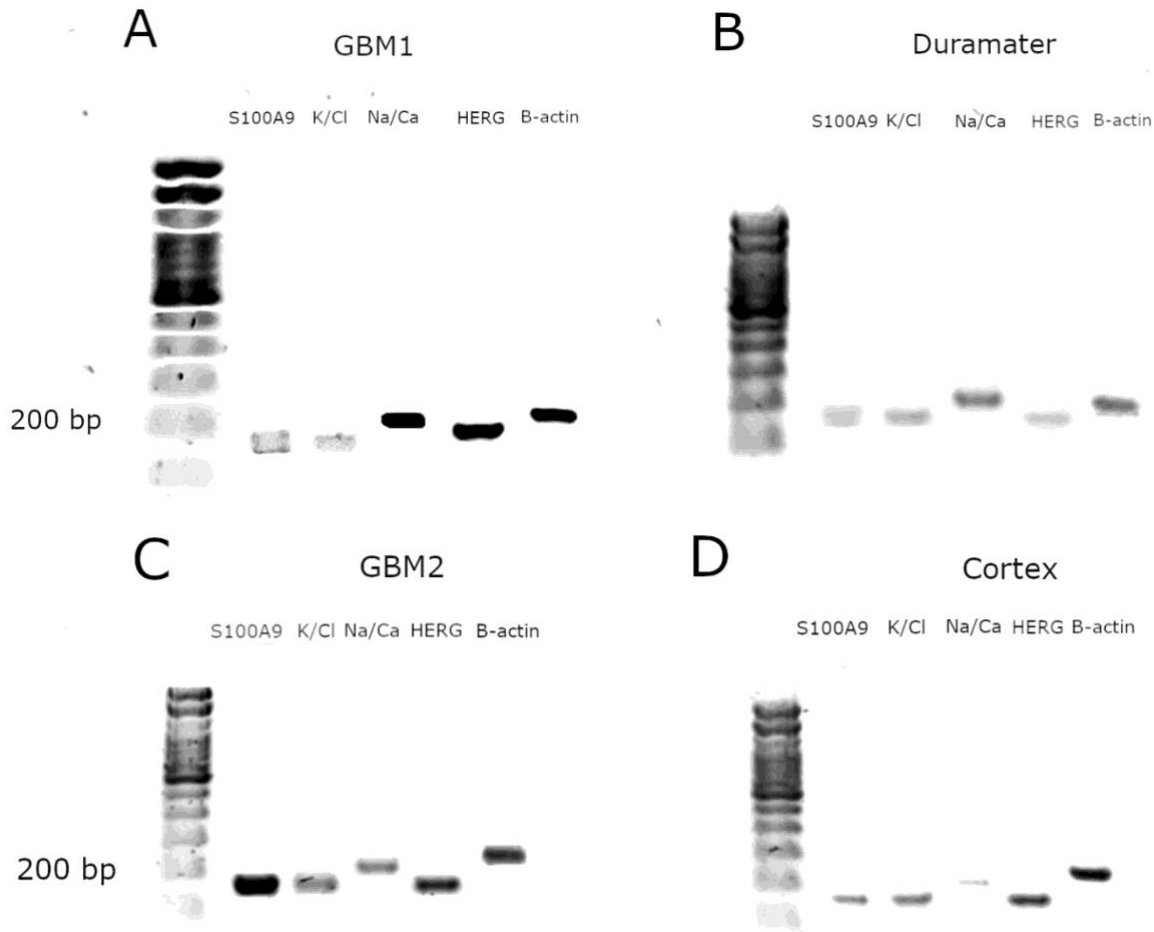 A
GBM1
S100A9 K/Cl Na/Ca HERG B-actin
200 bp
B
Duramater
S100A9 K/Cl Na/Ca HERG B-actin
C
GBM2
S100A9 K/Cl Na/Ca HERG B-actin
200 bp
D
Cortex
S100A9 K/Cl Na/Ca HERG B-actin